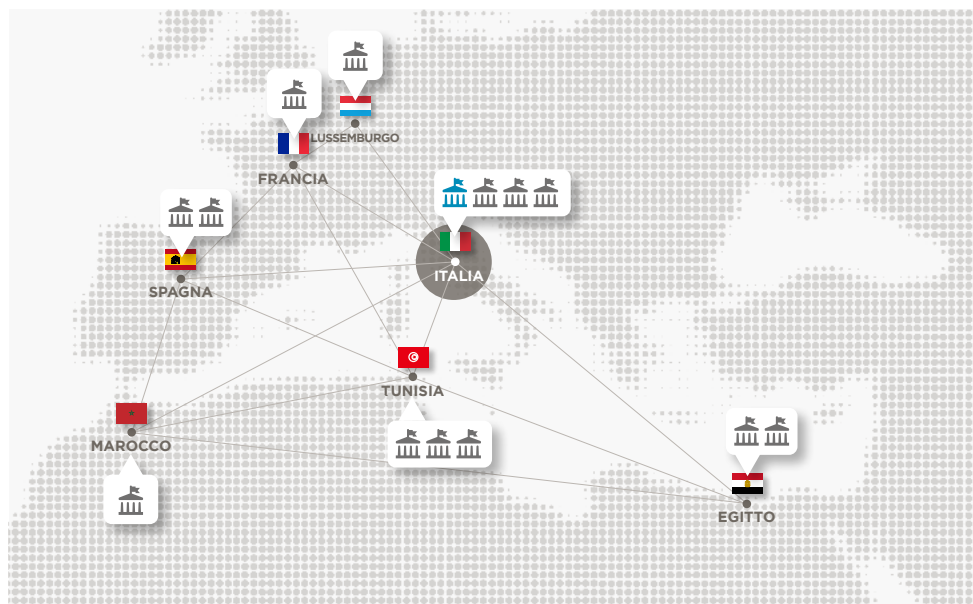 LUSSEMBURGO
FRANCIA
ITALIA
SPAGNA
TUNISIA
MAROCCO
EGITTO